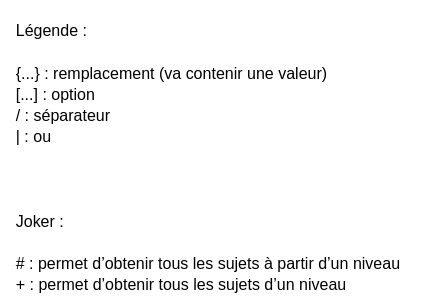 Légende :
{...} : remplacement (va contenir une valeur)
[...] : option
/ : séparateur
| : ou
Joker :
# : permet d’obtenir tous les sujets à partir d’un niveau
+ : permet d’obtenir tous les sujets d’un niveau